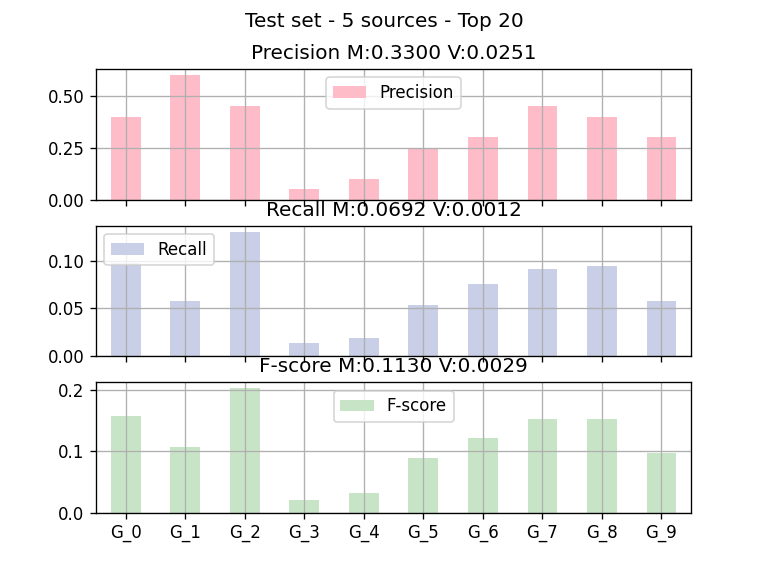 Test set - 5 sources - Top 20
Precision M:0.3300 V:0.0251
0.50
0.25
0.00
Precision
Recall M:0.0692 V:0.0012
0.10
0.05
0.00
Recall
F-score M:0.1130 V:0.0029
0.2
0.1
0.0
F-score
G_0 G_1 G_2 G_3 G_4 G_5 G_6 G_7 G_8 G_9